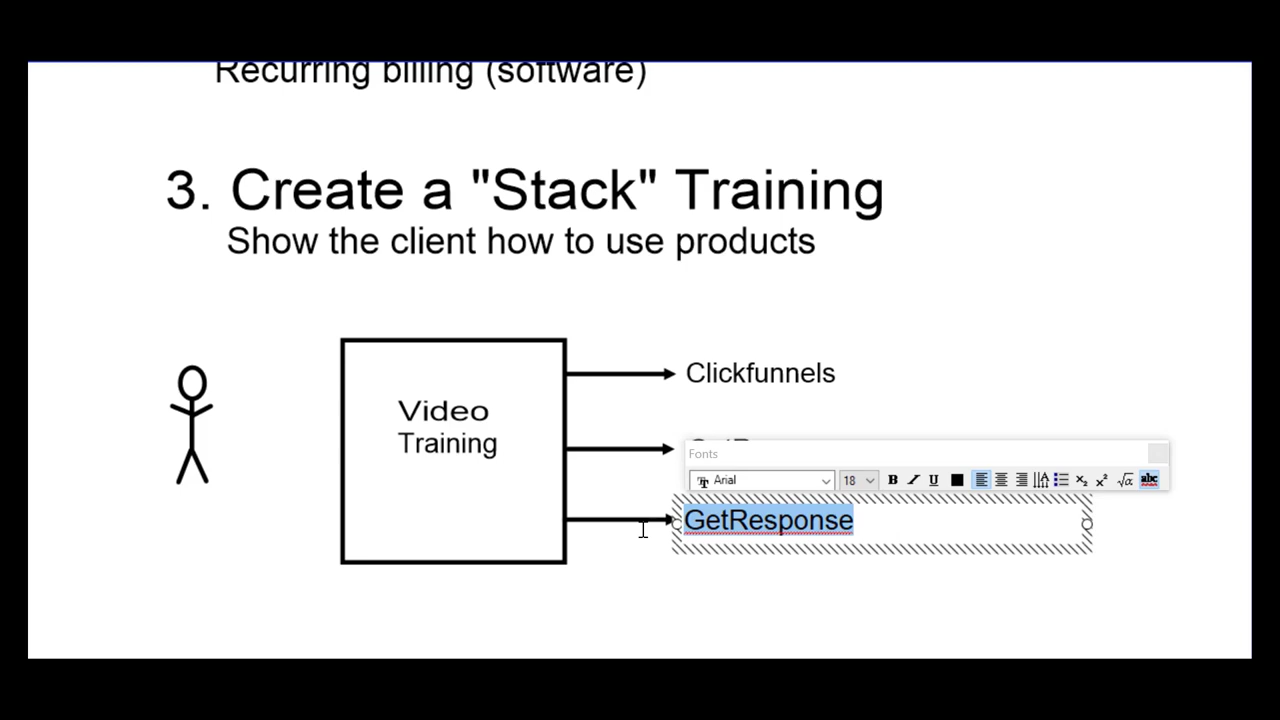 Recurring billing (software)
3. Create a "Stack" Training
Show the client how to use products
Video
Training
Clickfunnels
Fonts
Arial
18
B I U
abc
GetResponse